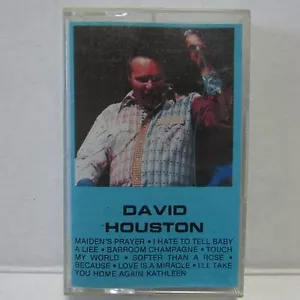 DAVID
HOUSTON
MAIDEN'S PRAYER • I HATE TO TELL BABY
A LIEE • BARROOM CHAMPAGNE • TOUCH
MY WORLD • SOFTER THAN A ROSE •
BECAUSE • LOVE IS A MIRACLE • I'LL TAKE
YOU HOME AGAIN KATHLEEN